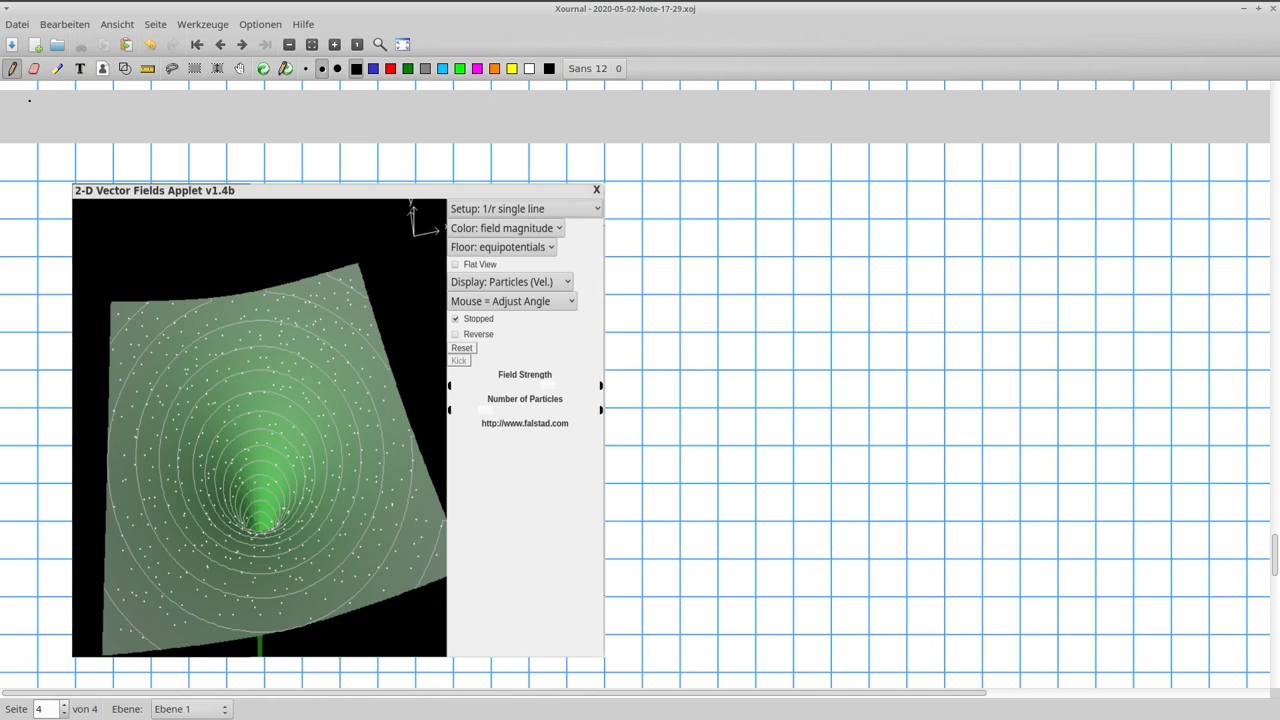 Xournal - 2020-05-02-Note-17-29.xoj
Datei Bearbeiten Ansicht Seite Werkzeuge Optionen Hilfe
Sans 12 0
2-D Vector Fields Applet v1.4b X
y
Setup: 1/r single line
Color: field magnitude
Floor: equipotentials
Flat View
Display: Particles (Vel.)
Mouse = Adjust Angle
Stopped
Reverse
Reset
Kick
Field Strength
Number of Particles
http://www.falstad.com
Seite 4 von 4 Ebene: Ebene 1